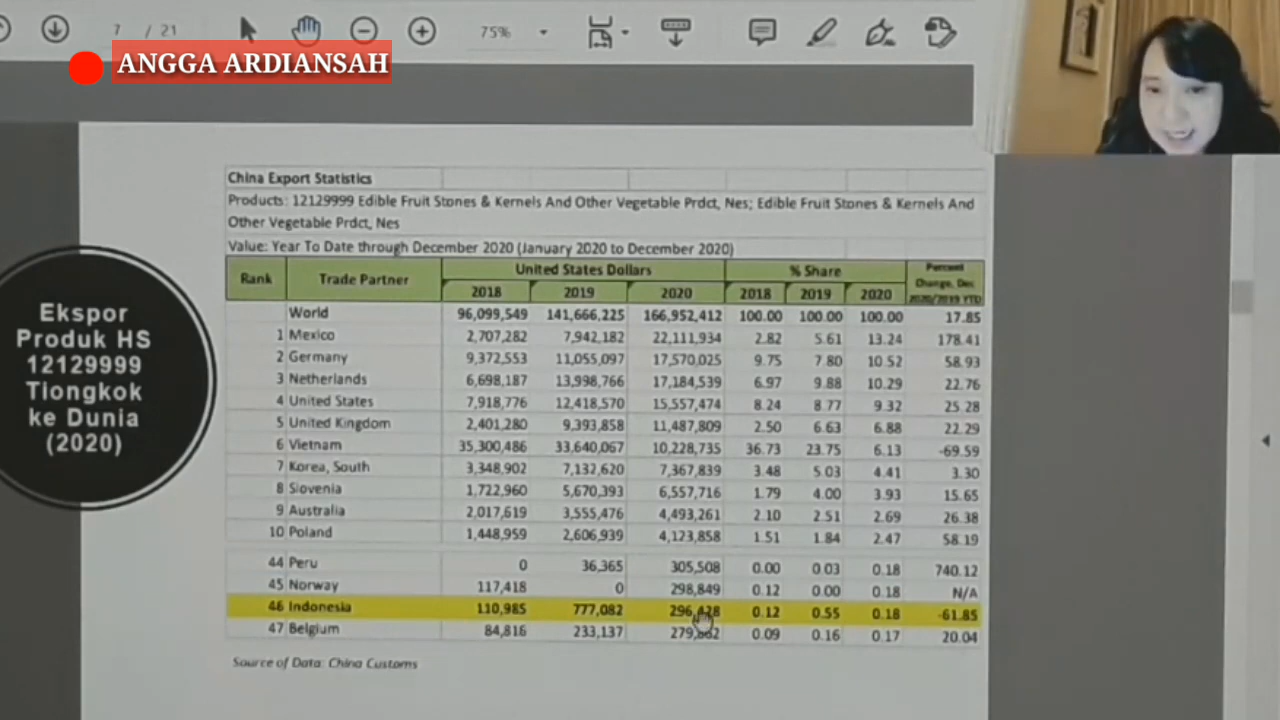 7 / 21
75%
ANGGA ARDIANSAH
Ekspor
Produk HS
12129999
Tiongkok
ke Dunia
(2020)
China Export Statistics
Products: 12129999 Edible Fruit Stones & Kernels And Other Vegetable Prdct, Nes; Edible Fruit Stones & Kernels And
Other Vegetable Prdct, Nes
Value: Year To Date through December 2020 (January 2020 to December 2020)
Rank Trade Partner United States Dollars % Share Percent
Change, Dec
2020/2019 YTD
2018 2019 2020 2018 2019 2020
World 96,099,549 141,666,225 166,952,412 100.00 100.00 100.00 17.85
1 Mexico 2,707,282 7,942,182 22,111,934 2.82 5.61 13.24 178.41
2 Germany 9,372,553 11,055,097 17,570,025 9.75 7.80 10.52 58.93
3 Netherlands 6,698,187 13,998,766 17,184,539 6.97 9.88 10.29 22.76
4 United States 7,918,776 12,418,570 15,557,474 8.24 8.77 9.32 25.28
5 United Kingdom 2,401,280 9,393,858 11,487,809 2.50 6.63 6.88 22.29
6 Vietnam 35,300,486 33,640,067 10,228,735 36.73 23.75 6.13 -69.59
7 Korea, South 3,348,902 7,132,620 7,367,839 3.48 5.03 4.41 3.30
8 Slovenia 1,722,960 5,670,393 6,557,716 1.79 4.00 3.93 15.65
9 Australia 2,017,619 3,555,476 4,493,261 2.10 2.51 2.69 26.38
10 Poland 1,448,959 2,606,939 4,123,858 1.51 1.84 2.47 58.19
44 Peru 0 36,365 305,508 0.00 0.03 0.18 740.12
45 Norway 117,418 0 298,849 0.12 0.00 0.18 N/A
46 Indonesia 110,985 777,082 0.12 0.55 0.18 -61.85
47 Belgium 84,816 233,137 0.09 0.16 0.17 20.04
Source of Data: China Customs